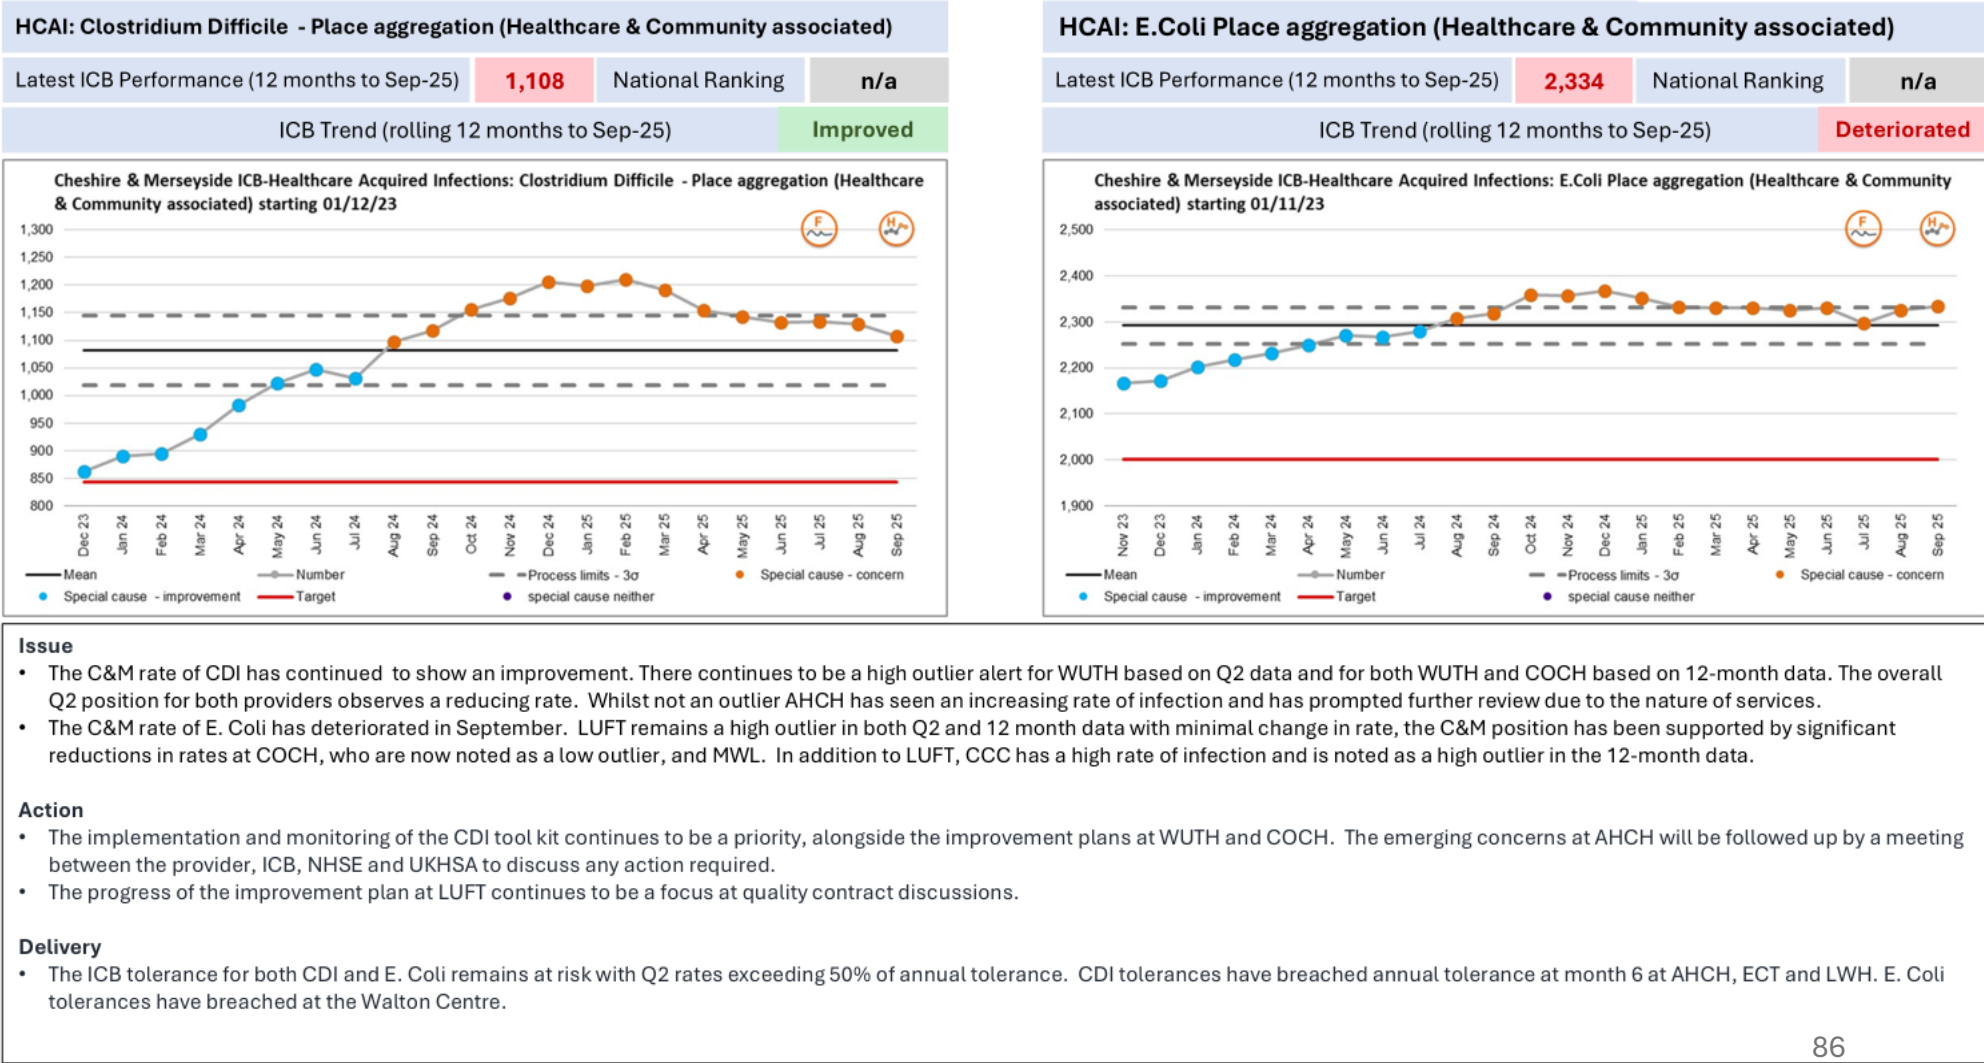 HCAI: Clostridium Difficile - Place aggregation (Healthcare & Community associated)
Latest ICB Performance (12 months to Sep-25) 1,108 National Ranking n/a
ICB Trend (rolling 12 months to Sep-25) Improved
Cheshire & Merseyside ICB-Healthcare Acquired Infections: Clostridium Difficile - Place aggregation (Healthcare
& Community associated) starting 01/12/23
F
H
1,300
1,250
1,200
1,150
1,100
1,050
1,000
950
900
850
800
Dec 23 Jan 24 Feb 24 Mar 24 Apr 24 May 24 Jun 24 Jul 24 Aug 24 Sep 24 Oct 24 Nov 24 Dec 24 Jan 25 Feb 25 Mar 25 Apr 25 May 25 Jun 25 Jul 25 Aug 25 Sep 25
Mean Number Process limits - 3σ Special cause - concern
Special cause - improvement Target special cause neither
HCAI: E.Coli Place aggregation (Healthcare & Community associated)
Latest ICB Performance (12 months to Sep-25) 2,334 National Ranking n/a
ICB Trend (rolling 12 months to Sep-25) Deteriorated
Cheshire & Merseyside ICB-Healthcare Acquired Infections: E.Coli Place aggregation (Healthcare & Community
associated) starting 01/11/23
F
H
2,500
2,400
2,300
2,200
2,100
2,000
1,900
Nov 23 Dec 23 Jan 24 Feb 24 Mar 24 Apr 24 May 24 Jun 24 Jul 24 Aug 24 Sep 24 Oct 24 Nov 24 Dec 24 Jan 25 Feb 25 Mar 25 Apr 25 May 25 Jun 25 Jul 25 Aug 25 Sep 25
Mean Number Process limits - 3σ Special cause - concern
Special cause - improvement Target special cause neither
Issue
• The C&M rate of CDI has continued to show an improvement. There continues to be a high outlier alert for WUTH based on Q2 data and for both WUTH and COCH based on 12-month data. The overall
Q2 position for both providers observes a reducing rate. Whilst not an outlier AHCH has seen an increasing rate of infection and has prompted further review due to the nature of services.
• The C&M rate of E. Coli has deteriorated in September. LUFT remains a high outlier in both Q2 and 12 month data with minimal change in rate, the C&M position has been supported by significant
reductions in rates at COCH, who are now noted as a low outlier, and MWL. In addition to LUFT, CCC has a high rate of infection and is noted as a high outlier in the 12-month data.
Action
• The implementation and monitoring of the CDI tool kit continues to be a priority, alongside the improvement plans at WUTH and COCH. The emerging concerns at AHCH will be followed up by a meeting
between the provider, ICB, NHSE and UKHSA to discuss any action required.
• The progress of the improvement plan at LUFT continues to be a focus at quality contract discussions.
Delivery
• The ICB tolerance for both CDI and E. Coli remains at risk with Q2 rates exceeding 50% of annual tolerance. CDI tolerances have breached annual tolerance at month 6 at AHCH, ECT and LWH. E. Coli
tolerances have breached at the Walton Centre.
86